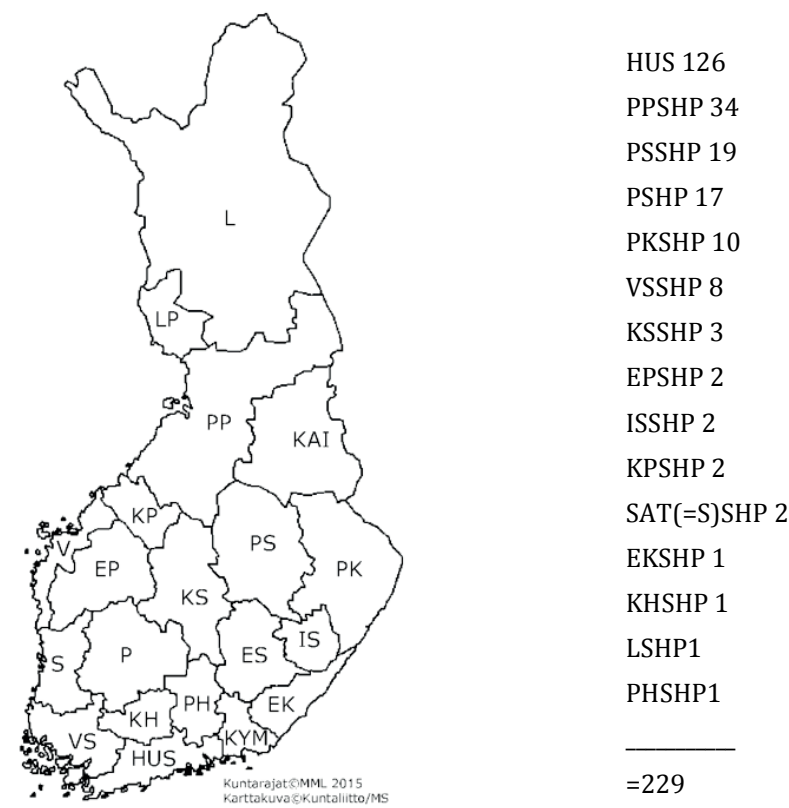 L
LP
PP
KAI
KP
V
EP
PS
PK
KS
S
P
ES
IS
PH
EK
KH
VS
HUS
KYM
Kuntarajat©MML 2015
Karttakuva©Kuntaliitto/MS
HUS 126
PPSHP 34
PSSHP 19
PSHP 17
PKSHP 10
VSSHP 8
KSSHP 3
EPSHP 2
ISSHP 2
KPSHP 2
SAT(=S)SHP 2
EKSHP 1
KHSHP 1
LSHP1
PHSHP1
=229